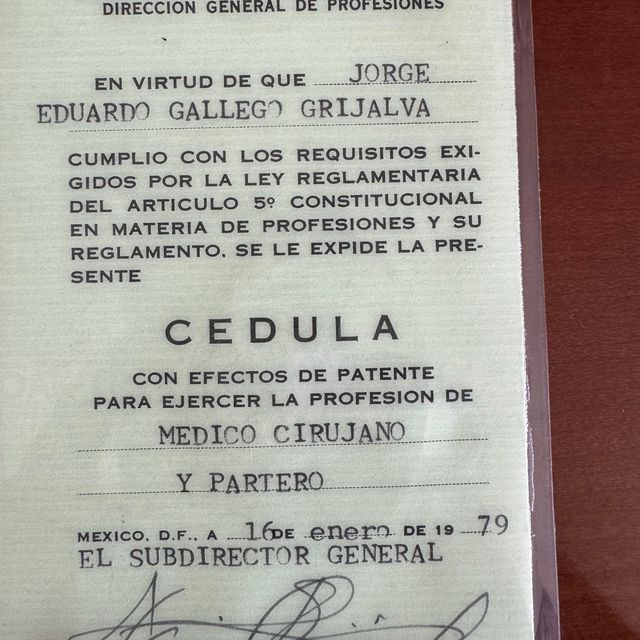 DIRECCION GENERAL DE PROFESIONES
EN VIRTUD DE QUE JORGE
EDUARDO GALLEGO GRIJALVA
CUMPLIO CON LOS REQUISITOS EXI-
GIDOS POR LA LEY REGLAMENTARIA
DEL ARTICULO 5º CONSTITUCIONAL
EN MATERIA DE PROFESIONES Y SU
REGLAMENTO. SE LE EXPIDE LA PRE-
SENTE
CEDULA
CON EFECTOS DE PATENTE
PARA EJERCER LA PROFESION DE
MEDICO CIRUJANO
Y PARTERO
MEXICO. D.F., A 16 DE enero DE 19 79
EL SUBDIRECTOR GENERAL